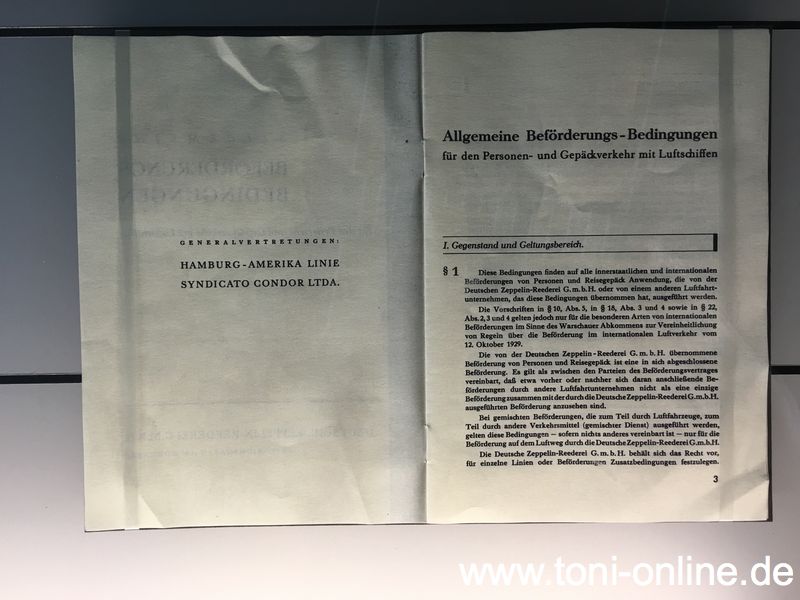 GENERALVERTRETUNGEN:
HAMBURG-AMERIKA LINIE
SYNDICATO CONDOR LTDA.
Allgemeine Beförderungs-Bedingungen
für den Personen- und Gepäckverkehr mit Luftschiffen
I. Gegenstand und Geltungsbereich.
§ 1 Diese Bedingungen finden auf alle innerstaatlichen und internationalen
Beförderungen von Personen und Reisegepäck Anwendung, die von der
Deutschen Zeppelin-Reederei G.m.b.H. oder von einem anderen Luftfahrt-
unternehmen, das diese Bedingungen übernommen hat, ausgeführt werden.
Die Vorschriften in § 10, Abs. 5, in § 18, Abs. 3 und 4 sowie in § 22,
Abs. 2, 3 und 4 gelten jedoch nur für die besonderen Arten von internationalen
Beförderungen im Sinne des Warschauer Abkommens zur Vereinheitlichung
von Regeln über die Beförderung im internationalen Luftverkehr vom
12. Oktober 1929.
Die von der Deutschen Zeppelin-Reederei G.m.b.H. übernommene
Beförderung von Personen und Reisegepäck ist eine in sich abgeschlossene
Beförderung. Es gilt als zwischen den Parteien des Beförderungsvertrages
vereinbart, daß etwa vorher oder nachher sich daran anschließende Be-
förderungen durch andere Luftfahrtunternehmen nicht als eine einzige
Beförderung zusammen mit der durch die Deutsche Zeppelin-Reederei G.m.b.H.
ausgeführten Beförderung anzusehen sind.
Bei gemischten Beförderungen, die zum Teil durch Luftfahrzeuge, zum
Teil durch andere Verkehrsmittel (gemischter Dienst) ausgeführt werden,
gelten diese Bedingungen — sofern nichts anderes vereinbart ist — nur für die
Beförderung auf dem Luftweg durch die Deutsche Zeppelin-Reederei G.m.b.H.
Die Deutsche Zeppelin-Reederei G.m.b.H. behält sich das Recht vor,
für einzelne Linien oder Beförderungen Zusatzbedingungen festzulegen.
3
www.toni-online.de